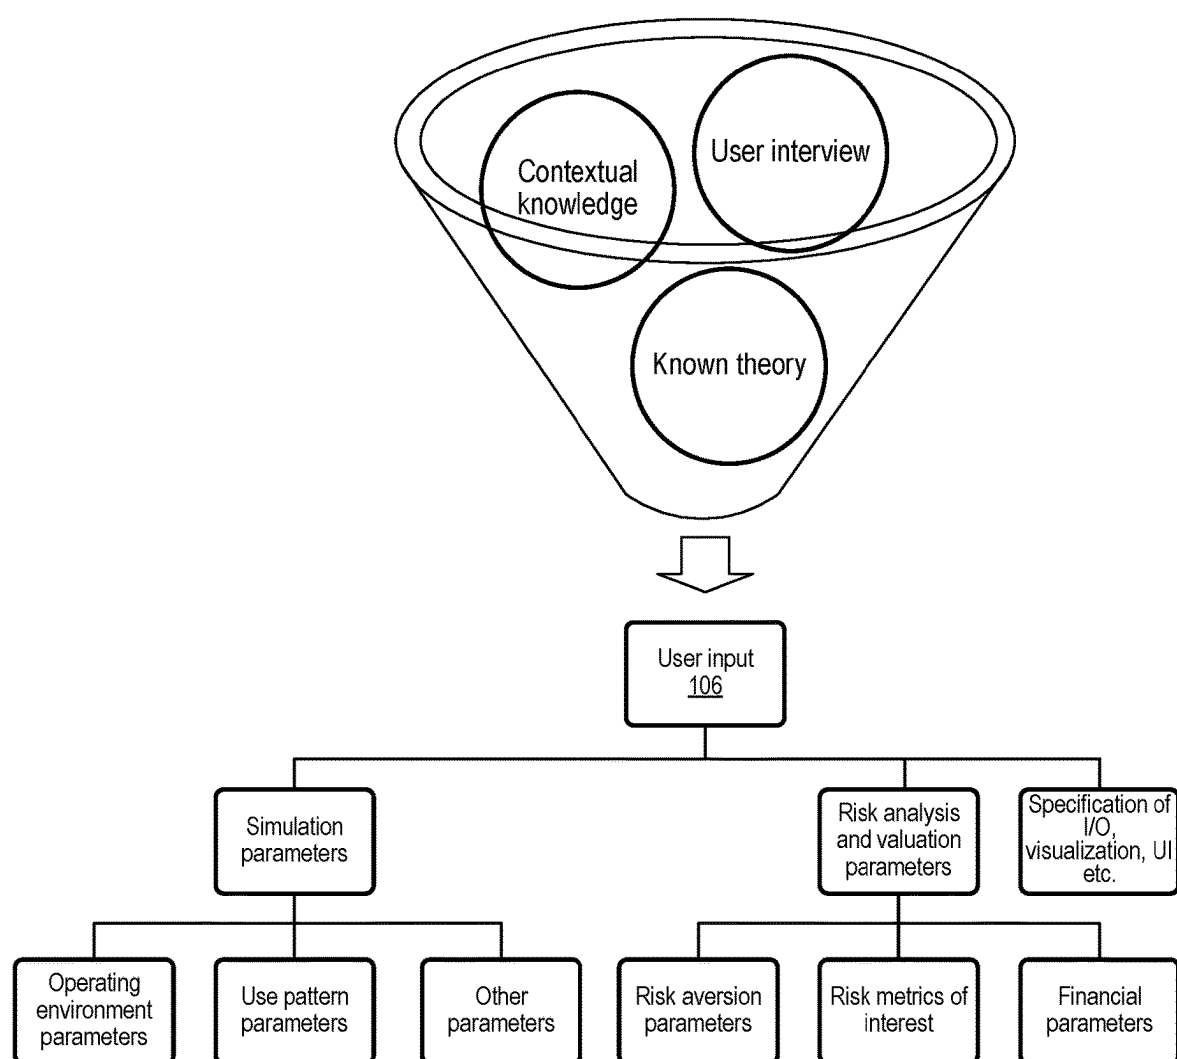 User interview
Contextual
knowledge
Known theory
User input
106
Simulation
parameters
Risk analysis
and valuation
parameters
Specification of
I/O,
visualization, UI
etc.
Operating
environment
parameters
Use pattern
parameters
Other
parameters
Risk aversion
parameters
Risk metrics of
interest
Financial
parameters